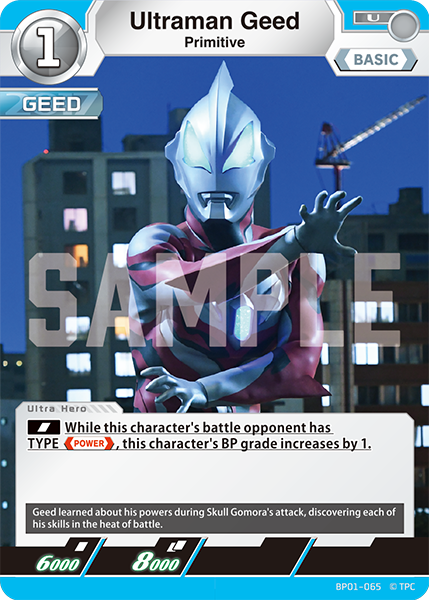 1
Ultraman Geed
Primitive
U
BASIC
GEED
SAMPLE
Ultra Hero
While this character's battle opponent has
TYPE POWER, this character's BP grade increases by 1.
Geed learned about his powers during Skull Gomora's attack, discovering each of
his skills in the heat of battle.
6000
8000
BP01-065 © TPC